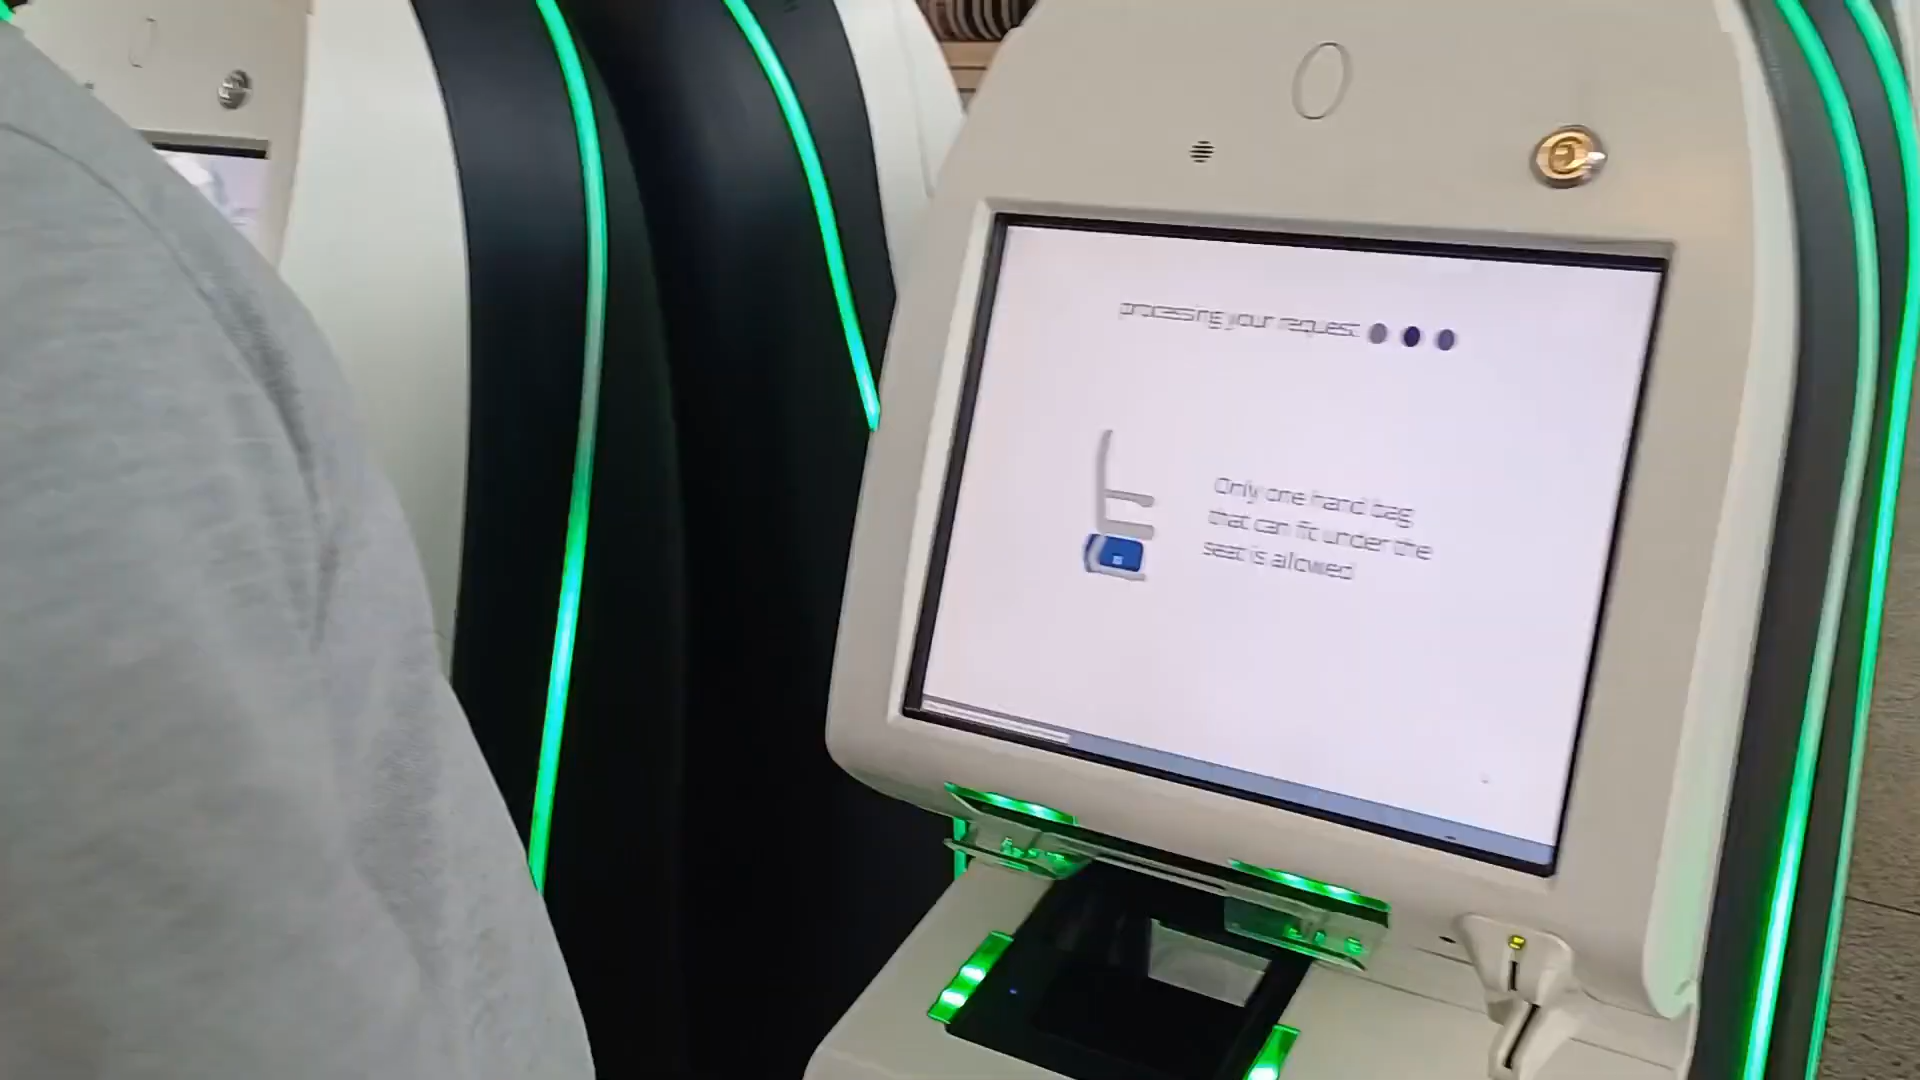 processing your request
Only one hand bag
that can fit under the
seat is allowed